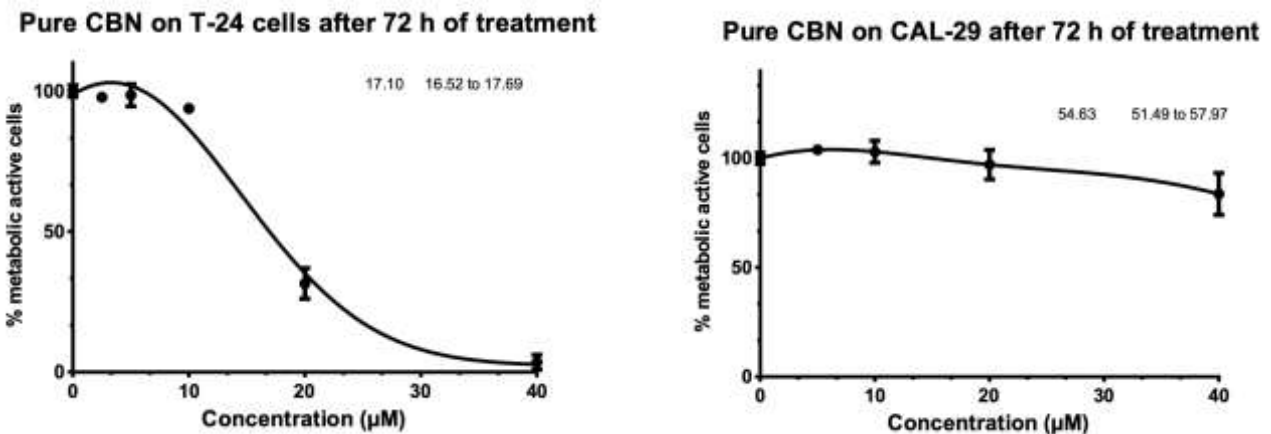 Pure CBN on T-24 cells after 72 h of treatment
17.10 16.52 to 17.69
% metabolic active cells
100
50
0
0 10 20 30 40
Concentration (µM)
Pure CBN on CAL-29 after 72 h of treatment
54.63 51.49 to 57.97
% metabolic active cells
100
50
0
0 10 20 30 40
Concentration (µM)